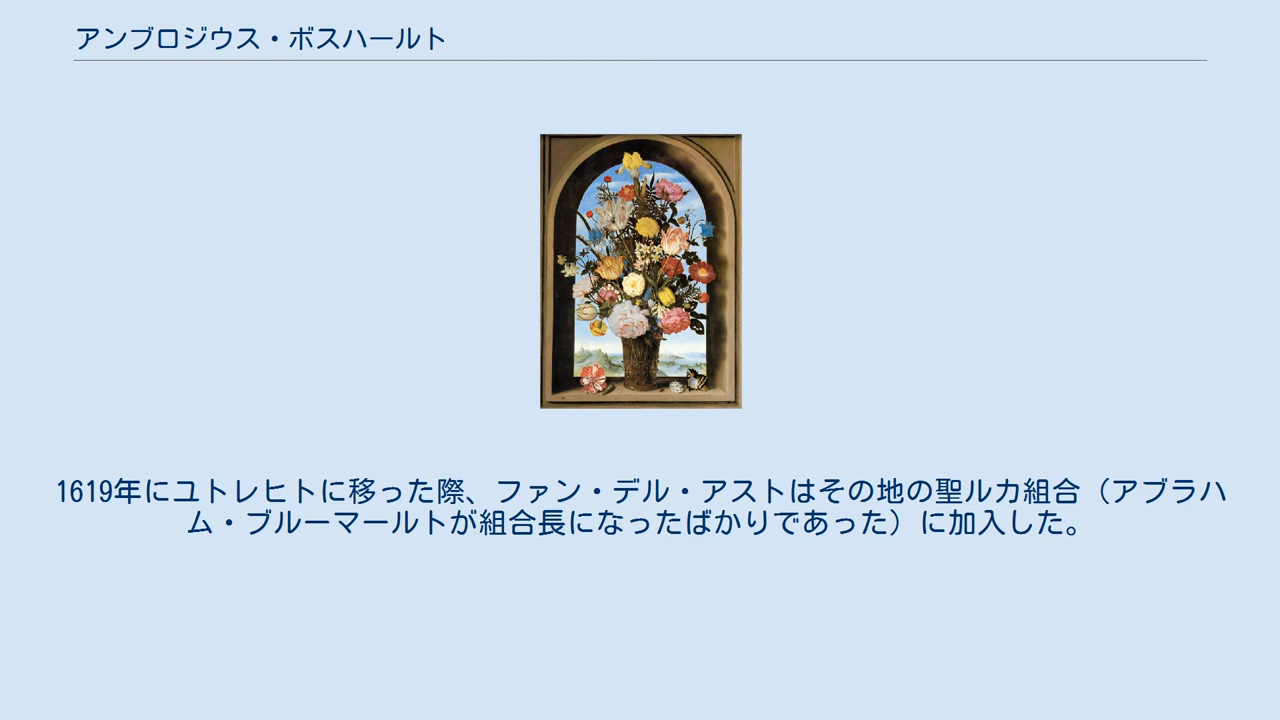 アンブロジウス・ボスハールト
1619年にユトレヒトに移った際、ファン・デル・アストはその地の聖ルカ組合（アブラハ
ム・ブルーマールトが組合長になったばかりであった）に加入した。